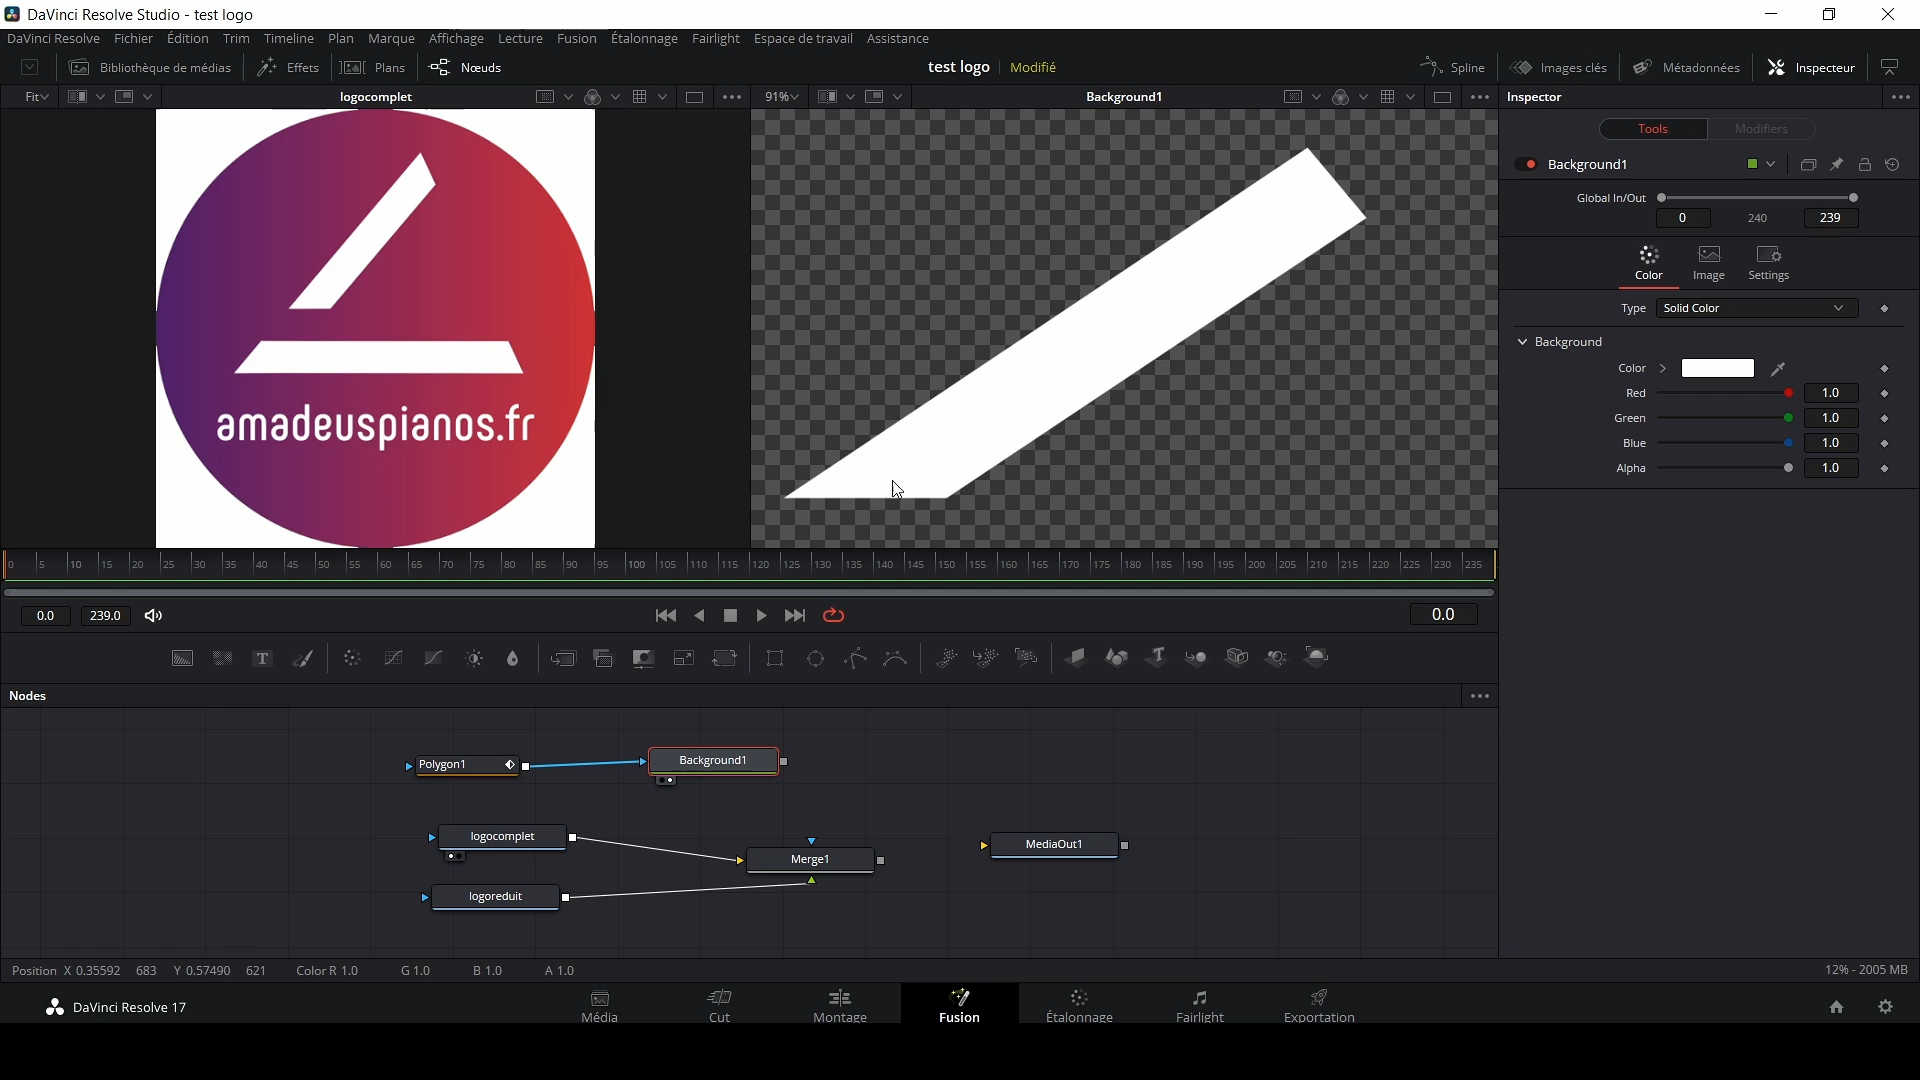 DaVinci Resolve Studio - test logo
DaVinci Resolve Fichier Édition Trim Timeline Plan Marque Affichage Lecture Fusion Étalonnage Fairlight Espace de travail Assistance
Bibliothèque de médias Effets Plans Nœuds test logo Modifié Spline Images clés Métadonnées Inspecteur
Fit logocomplet 91% Background1 Inspector
Tools Modifiers
Background1
Global In/Out
0 240 239
Color Image Settings
Type Solid Color
Background
Color
Red 1.0
Green 1.0
Blue 1.0
Alpha 1.0
amadeuspianos.fr
0 5 10 15 20 25 30 35 40 45 50 55 60 65 70 75 80 85 90 95 100 105 110 115 120 125 130 135 140 145 150 155 160 165 170 175 180 185 190 195 200 205 210 215 220 225 230 235
0.0 239.0 0.0
T T
Nodes
Polygon1 Background1
logocomplet Merge1 MediaOut1
logoreduit
Position X 0.35592 683 Y 0.57490 621 Color R 1.0 G 1.0 B 1.0 A 1.0 12% - 2005 MB
DaVinci Resolve 17 Média Cut Montage Fusion Étalonnage Fairlight Exportation